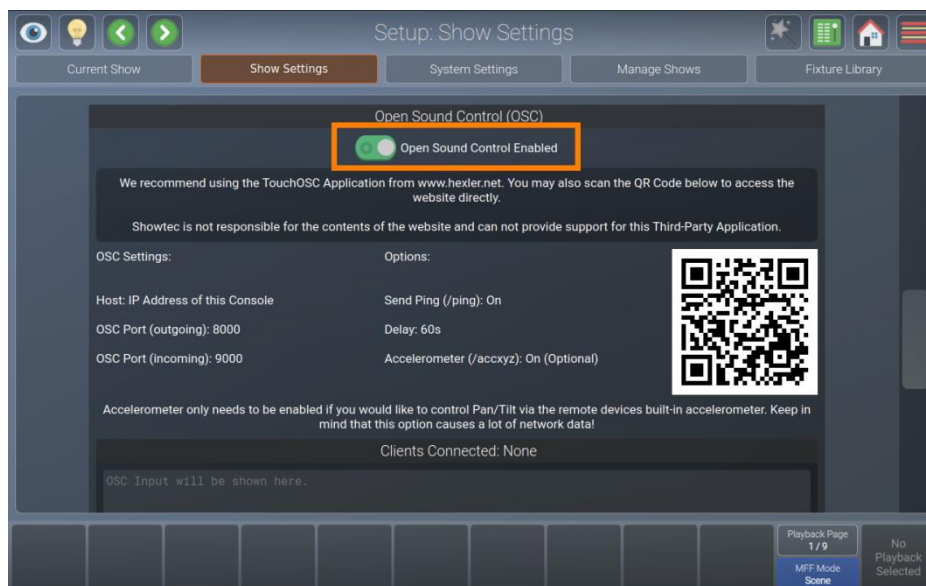 Setup: Show Settings
Current Show
Show Settings
System Settings
Manage Shows
Fixture Library
Open Sound Control (OSC)
Open Sound Control Enabled
We recommend using the TouchOSC Application from www.hexler.net. You may also scan the QR Code below to access the
website directly.
Showtec is not responsible for the contents of the website and can not provide support for this Third-Party Application.
OSC Settings:
Options:
Host: IP Address of this Console
Send Ping (/ping): On
OSC Port (outgoing): 8000
Delay: 60s
OSC Port (incoming): 9000
Accelerometer (/accxyz): On (Optional)
Accelerometer only needs to be enabled if you would like to control Pan/Tilt via the remote devices built-in accelerometer. Keep in
mind that this option causes a lot of network data!
Clients Connected: None
OSC Input will be shown here.
Playback Page
1/9
MFF Mode
Scene
No
Playback
Selected